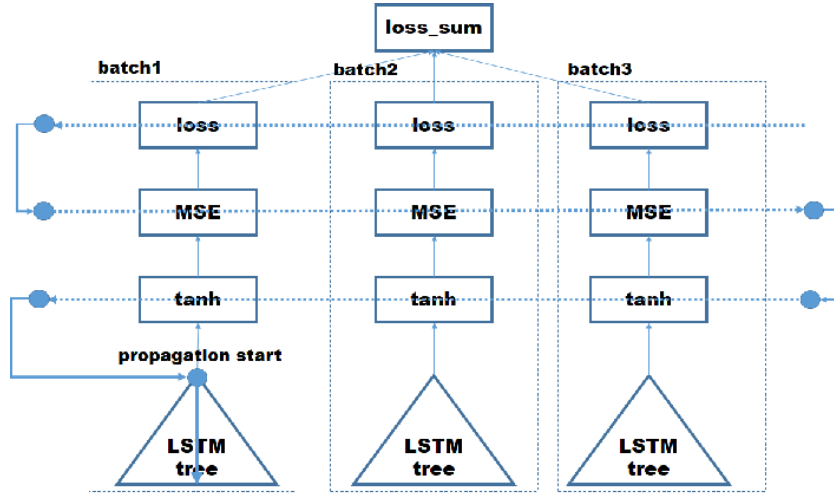 loss_sum
batch1
batch2
batch3
loss
loss
loss
MSE
MSE
MSE
tanh
tanh
tanh
propagation start
LSTM
tree
LSTM
tree
LSTM
tree